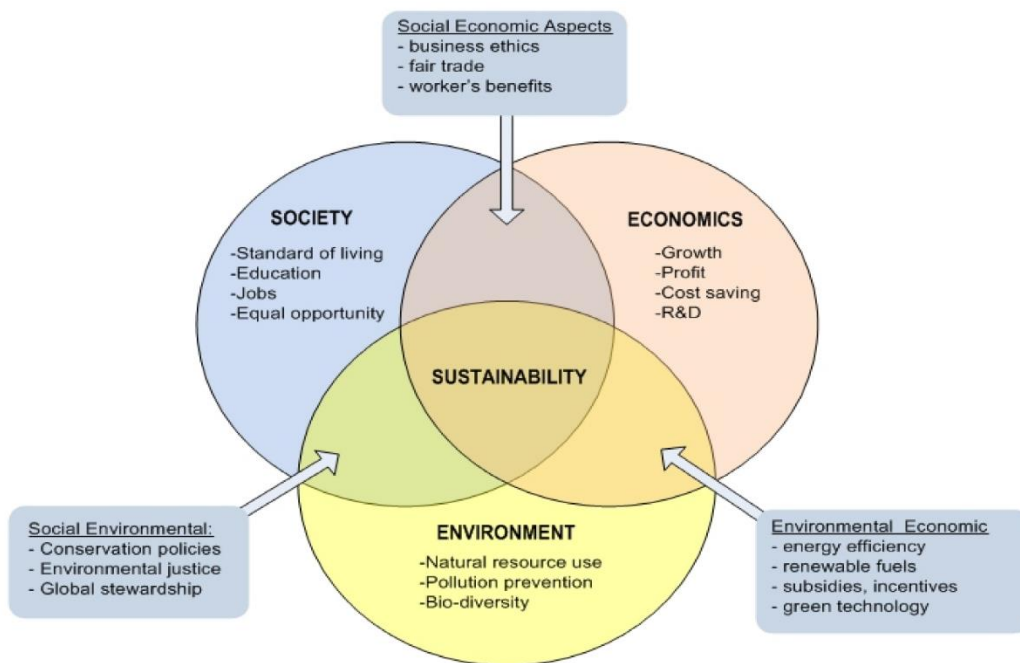 Social Economic Aspects
- business ethics
- fair trade
- worker's benefits
SOCIETY
-Standard of living
-Education
-Jobs
-Equal opportunity
ECONOMICS
-Growth
-Profit
-Cost saving
-R&D
SUSTAINABILITY
Social Environmental:
- Conservation policies
- Environmental justice
- Global stewardship
ENVIRONMENT
-Natural resource use
-Pollution prevention
-Bio-diversity
Environmental Economic
- energy efficiency
- renewable fuels
- subsidies, incentives
- green technology